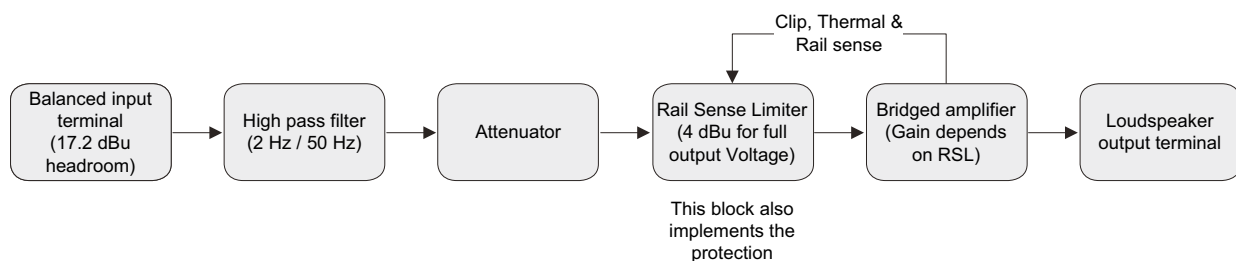 Clip, Thermal &
Rail sense
Balanced input
terminal
(17.2 dBu
headroom)
High pass filter
(2 Hz / 50 Hz)
Attenuator
Rail Sense Limiter
(4 dBu for full
output Voltage)
Bridged amplifier
(Gain depends
on RSL)
Loudspeaker
output terminal
This block also
implements the
protection